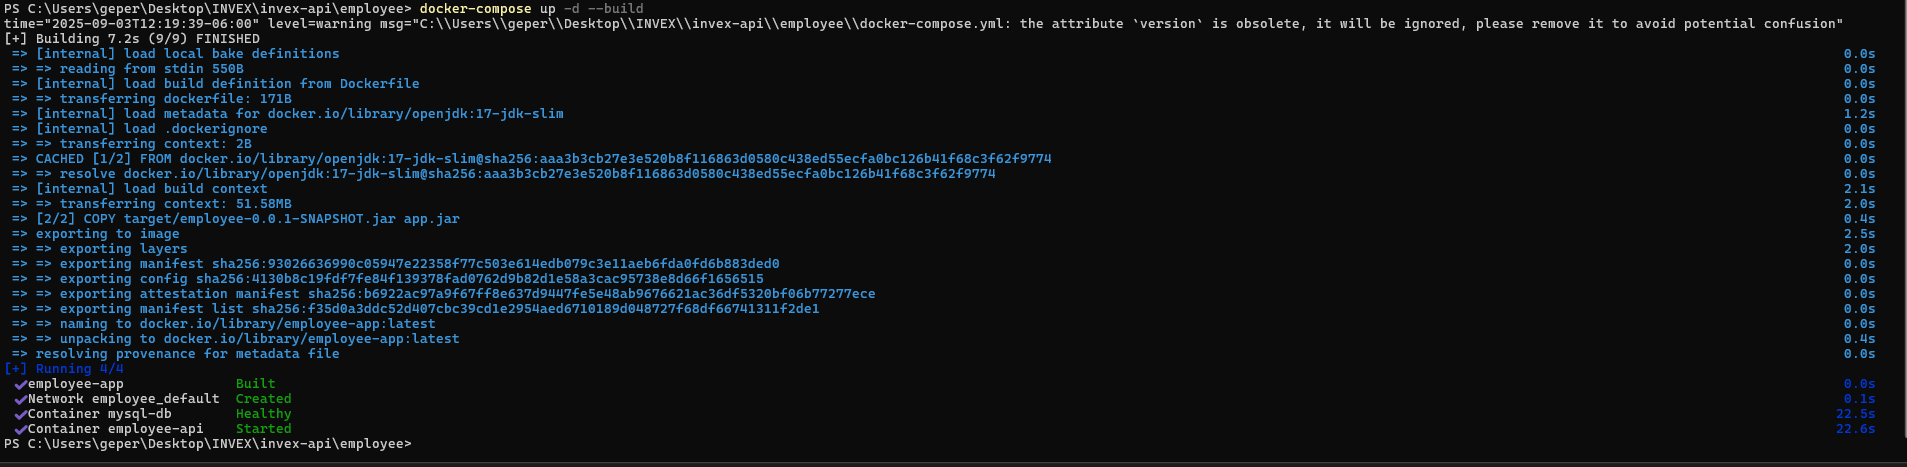 PS C:\Users\geper\Desktop\INVEX\invex-api\employee> docker-compose up -d --build
time="2025-09-03T12:19:39-06:00" level=warning msg="C:\\Users\\geper\\Desktop\\INVEX\\invex-api\\employee\\docker-compose.yml: the attribute `version` is obsolete, it will be ignored, please remove it to avoid potential confusion"
[+] Building 7.2s (9/9) FINISHED
=> [internal] load local bake definitions 0.0s
=> => reading from stdin 550B 0.0s
=> [internal] load build definition from Dockerfile 0.0s
=> => transferring dockerfile: 171B 0.0s
=> [internal] load metadata for docker.io/library/openjdk:17-jdk-slim 1.2s
=> [internal] load .dockerignore 0.0s
=> => transferring context: 2B 0.0s
=> CACHED [1/2] FROM docker.io/library/openjdk:17-jdk-slim@sha256:aaa3b3cb27e3e520b8f116863d0580c438ed55ecfa0bc126b41f68c3f62f9774 0.0s
=> => resolve docker.io/library/openjdk:17-jdk-slim@sha256:aaa3b3cb27e3e520b8f116863d0580c438ed55ecfa0bc126b41f68c3f62f9774 0.0s
=> [internal] load build context 2.1s
=> => transferring context: 51.58MB 2.0s
=> [2/2] COPY target/employee-0.0.1-SNAPSHOT.jar app.jar 0.4s
=> exporting to image 2.5s
=> => exporting layers 2.0s
=> => exporting manifest sha256:93026636990c05947e22358f77c503e614edb079c3e11aeb6fda0fd6b883ded0 0.0s
=> => exporting config sha256:4130b8c19fdf7fe84f139378fad0762d9b82d1e58a3cac95738e8d66f1656515 0.0s
=> => exporting attestation manifest sha256:b6922ac97a9f67ff8e637d9447fe5e48ab9676621ac36df5320bf06b77277ece 0.0s
=> => exporting manifest list sha256:f35d0a3ddc52d407cbc39cd1e2954aed6710189d048727f68df66741311f2de1 0.0s
=> => naming to docker.io/library/employee-app:latest 0.0s
=> => unpacking to docker.io/library/employee-app:latest 0.4s
=> resolving provenance for metadata file 0.0s
[+] Running 4/4
✔employee-app Built 0.0s
✔Network employee_default Created 0.1s
✔Container mysql-db Healthy 22.5s
✔Container employee-api Started 22.6s
PS C:\Users\geper\Desktop\INVEX\invex-api\employee>